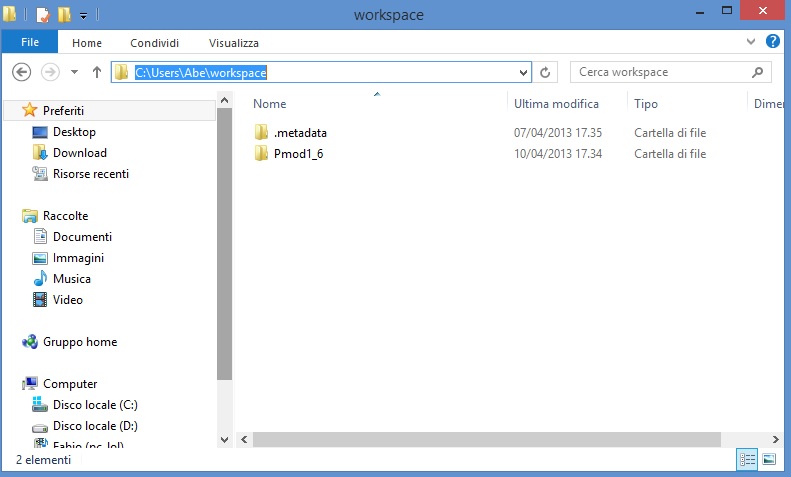 workspace
File Home Condividi Visualizza
C:\Users\Abe\workspace Cerca workspace
Preferiti
Desktop
Download
Risorse recenti
Raccolte
Documenti
Immagini
Musica
Video
Gruppo home
Computer
Disco locale (C:)
Disco locale (D:)
Fabio (pc-lol)
Nome Ultima modifica Tipo Dimen
.metadata 07/04/2013 17.35 Cartella di file
Pmod1_6 10/04/2013 17.34 Cartella di file
2 elementi